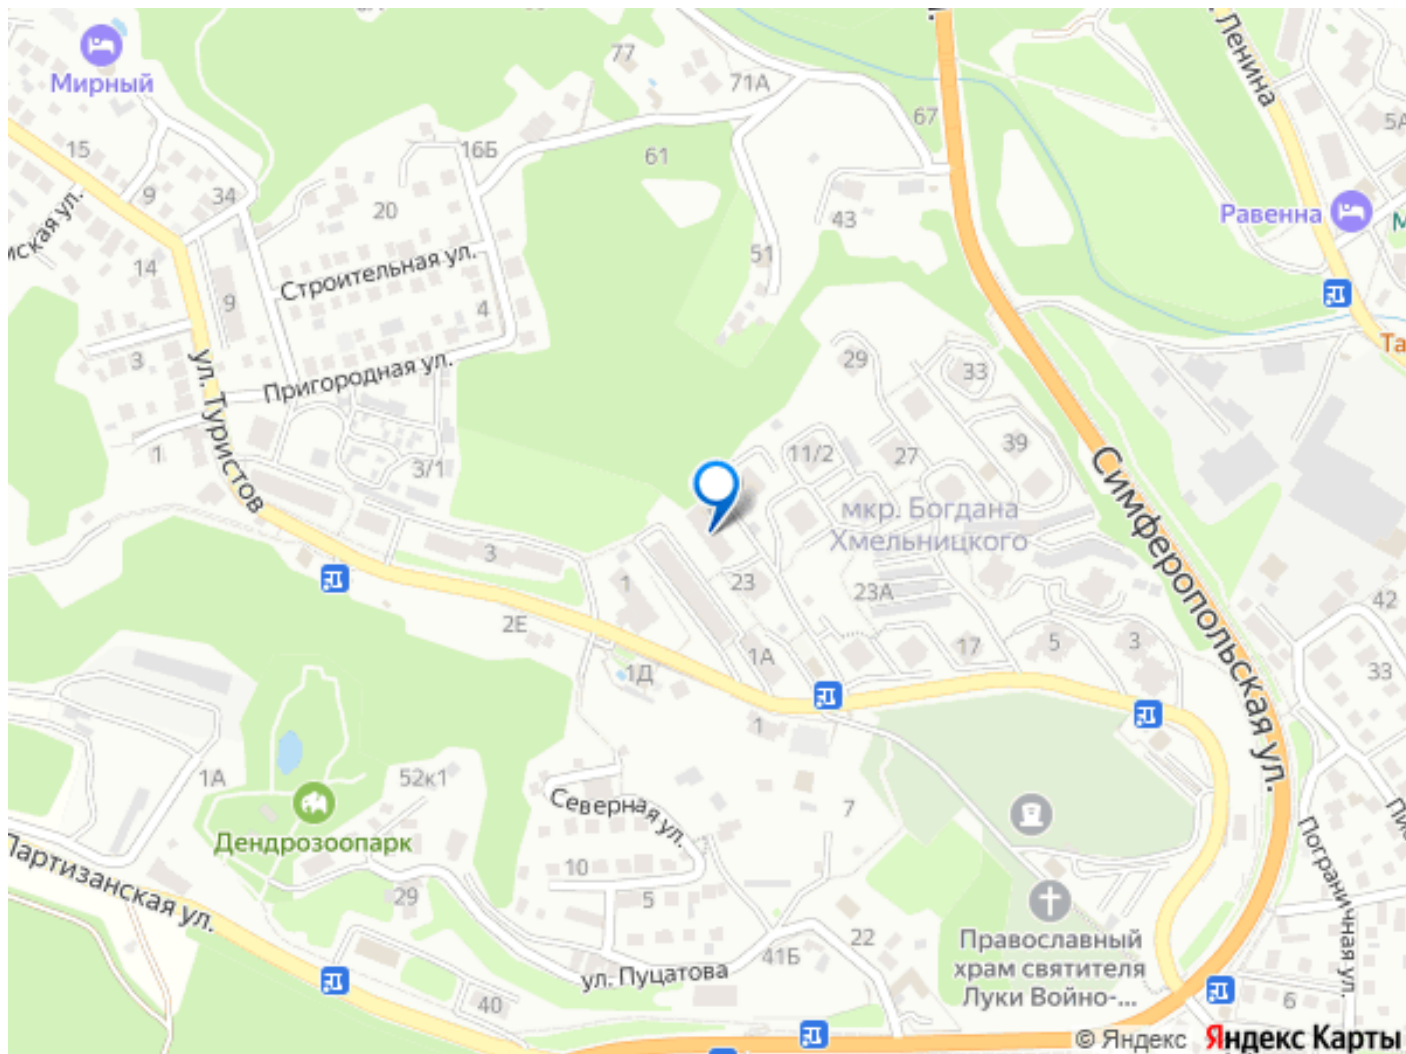 77
Мирный
71А
Ленина
67
5А
15
16Б
61
9
34
20
Равенна
43
14
51
Строительная ул.
9
4
3
Та
29
33
Пригородная ул.
ул. Туристов
39
11/2
27
1
3/1
Симферопольская ул.
мкр. Богдана
Хмельницкого
3
1
23
23А
42
2Е
5
3
17
1А
33
1Д
1
1А
52к1
Северная ул.
7
Дендрозоопарк
10
Партизанская ул.
29
5
Пограничная ул.
22
Православный
41Б
храм святителя
ул. Пуцатова
Луки Войно-...
40
6
© Яндекс
Яндекс Карты